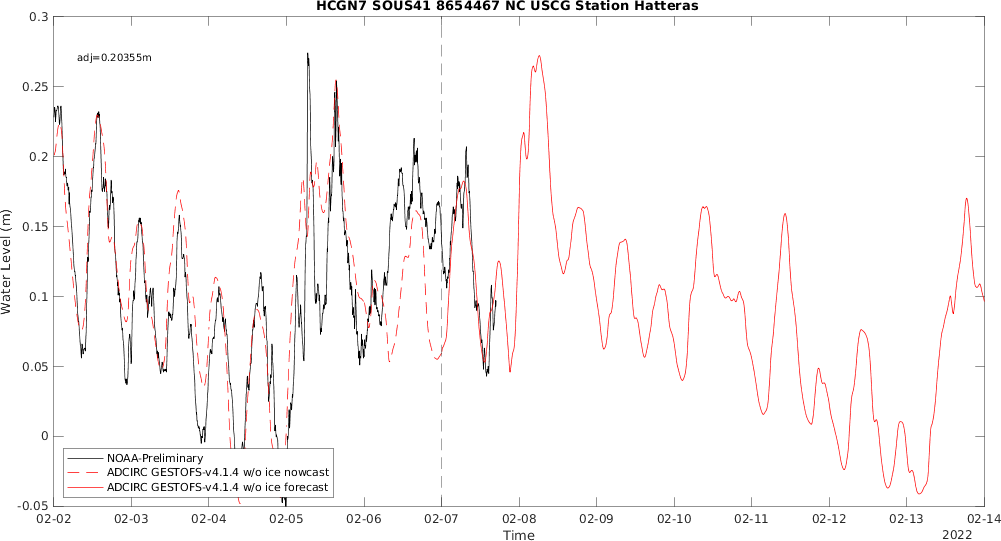 HCGN7 SOUS41 8654467 NC USCG Station Hatteras
adj=0.20355m
0.3
0.25
0.2
0.15
0.1
0.05
0
-0.05
Water Level (m)
NOAA-Preliminary
ADCIRC GESTOFS-v4.1.4 w/o ice nowcast
ADCIRC GESTOFS-v4.1.4 w/o ice forecast
02-02 02-03 02-04 02-05 02-06 02-07 02-08 02-09 02-10 02-11 02-12 02-13 02-14
Time
2022